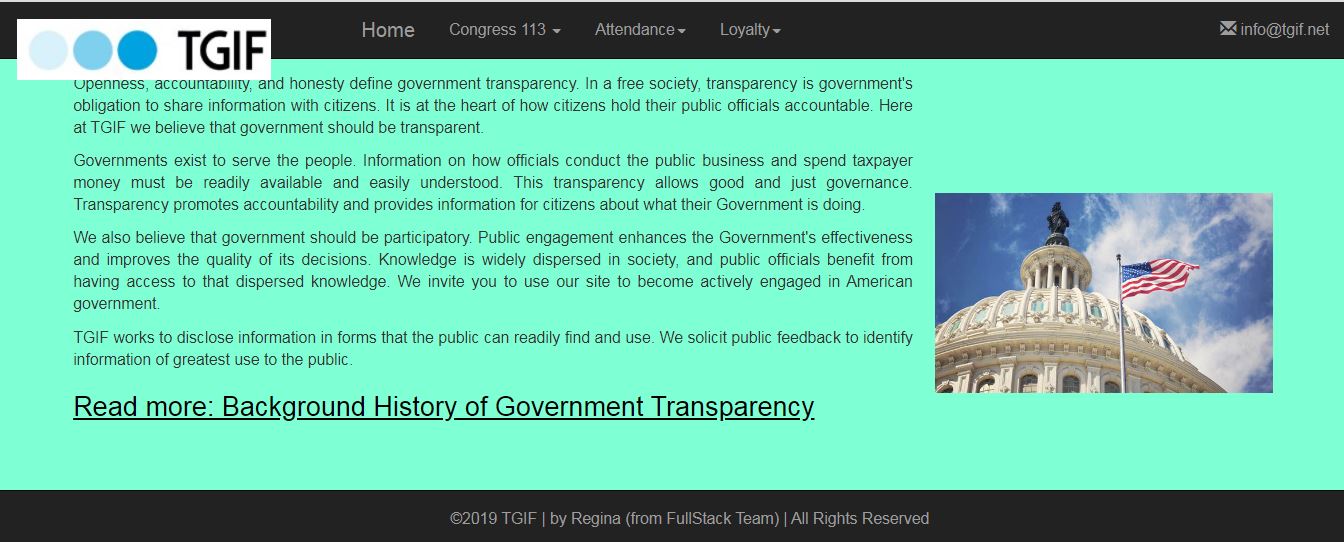 TGIF
Home Congress 113 Attendance Loyalty info@tgif.net
Openness, accountability, and honesty define government transparency. In a free society, transparency is government's
obligation to share information with citizens. It is at the heart of how citizens hold their public officials accountable. Here
at TGIF we believe that government should be transparent.
Governments exist to serve the people. Information on how officials conduct the public business and spend taxpayer
money must be readily available and easily understood. This transparency allows good and just governance.
Transparency promotes accountability and provides information for citizens about what their Government is doing.
We also believe that government should be participatory. Public engagement enhances the Government's effectiveness
and improves the quality of its decisions. Knowledge is widely dispersed in society, and public officials benefit from
having access to that dispersed knowledge. We invite you to use our site to become actively engaged in American
government.
TGIF works to disclose information in forms that the public can readily find and use. We solicit public feedback to identify
information of greatest use to the public.
Read more: Background History of Government Transparency
©2019 TGIF | by Regina (from FullStack Team) | All Rights Reserved